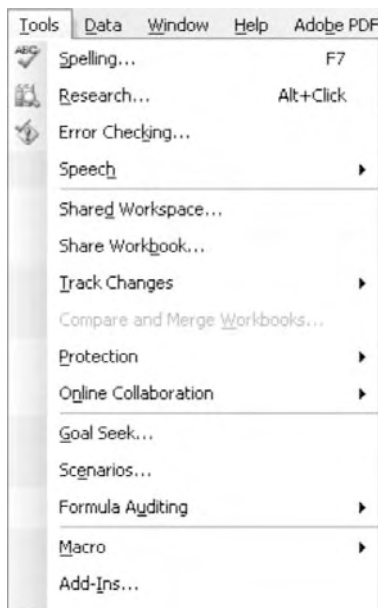 Tools Data Window Help Adobe PDF
ABC Spelling... F7
Research... Alt+Click
Error Checking...
Speech
Shared Workspace...
Share Workbook...
Track Changes
Compare and Merge Workbooks...
Protection
Online Collaboration
Goal Seek...
Scenarios...
Formula Auditing
Macro
Add-Ins...